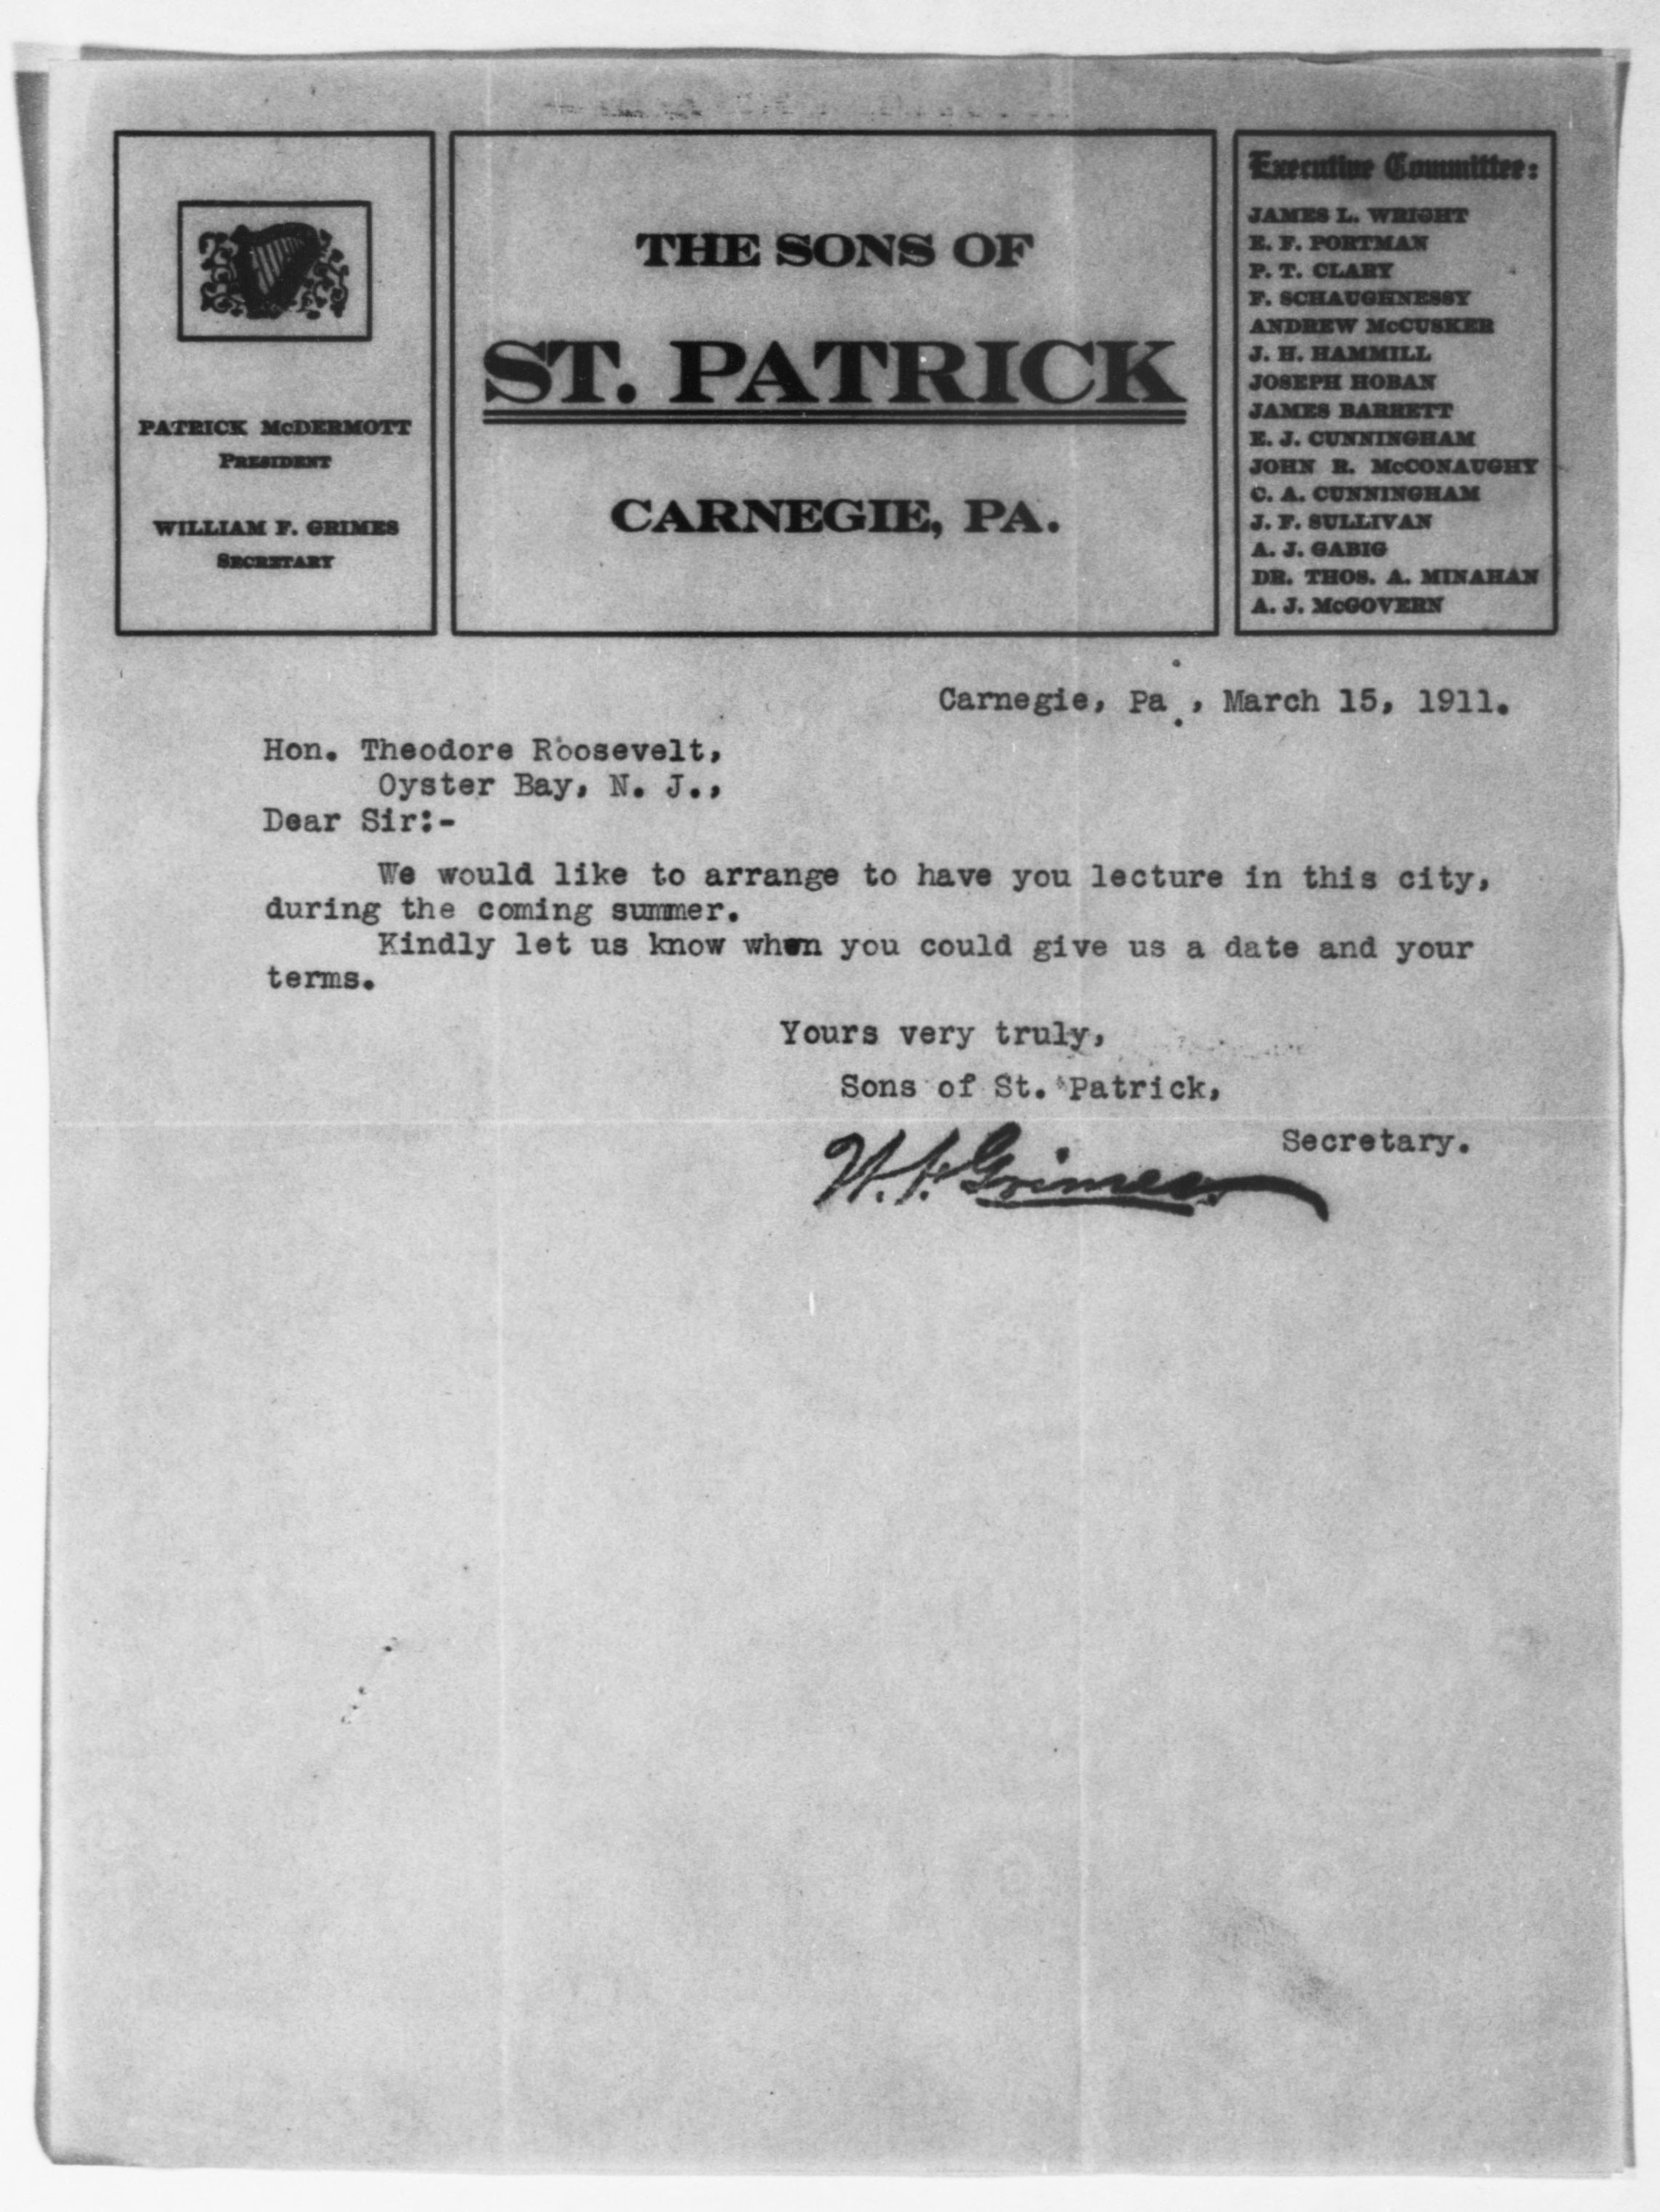 PATRICK McDERMOTT
PRESIDENT
WILLIAM F. GRIMES
SECRETARY
THE SONS OF
ST. PATRICK
CARNEGIE, PA.
Executive Committee:
JAMES L. WRIGHT
E. F. PORTMAN
P. T. CLARY
F. SCHAUGHNESSY
ANDREW McCUSKER
J. H. HAMMILL
JOSEPH HOBAN
JAMES BARRETT
E. J. CUNNINGHAM
JOHN R. McCONAUGHY
C. A. CUNNINGHAM
J. F. SULLIVAN
A. J. GABIG
DR. THOS. A. MINAHAN
A. J. McGOVERN
Carnegie, Pa., March 15, 1911.
Hon. Theodore Roosevelt,
Oyster Bay, N. J.,
Dear Sir:-
We would like to arrange to have you lecture in this city,
during the coming summer.
Kindly let us know when you could give us a date and your
terms.
Yours very truly,
Sons of St. Patrick,
Secretary.
W. F. Grimes.